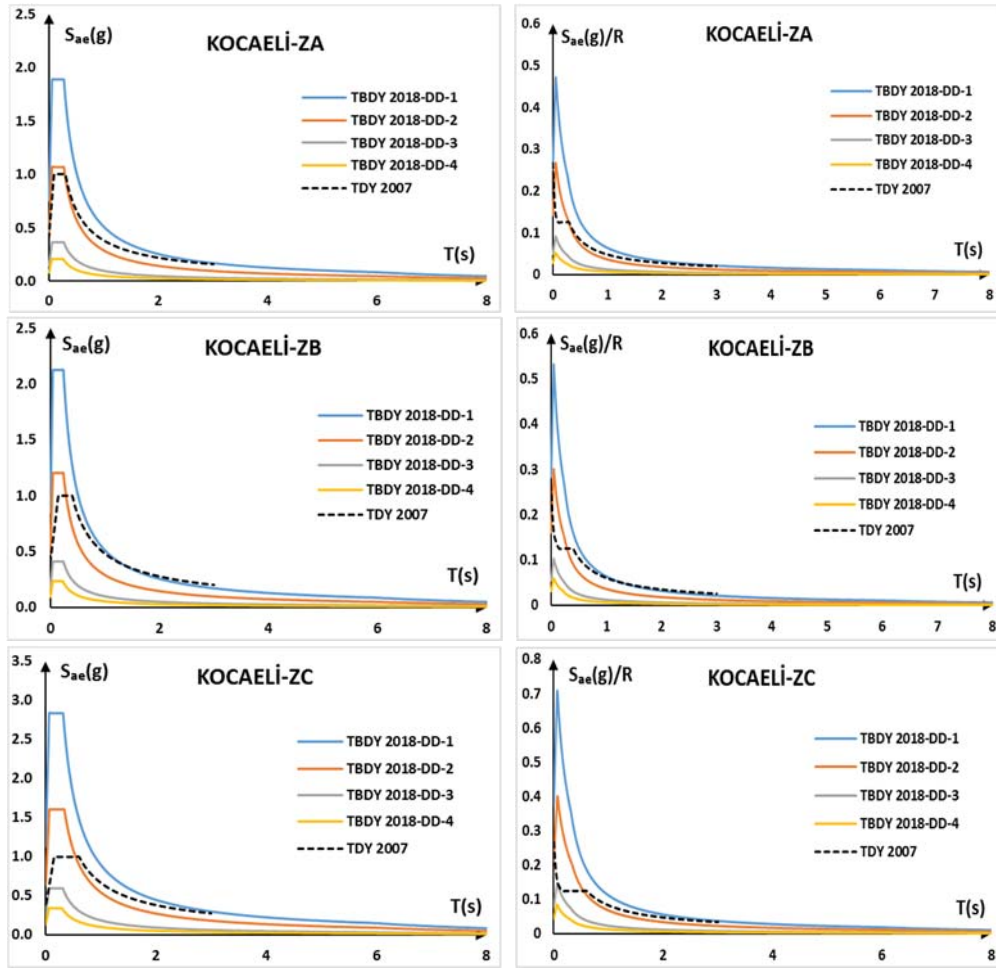 2.5
Sae(g)
KOCAELİ-ZA
2.0
1.5
1.0
0.5
0.0
TBDY 2018-DD-1
TBDY 2018-DD-2
TBDY 2018-DD-3
TBDY 2018-DD-4
TDY 2007
T(s)
0 2 4 6 8
0.6
Sae(g)/R
KOCAELİ-ZA
0.5
0.4
0.3
0.2
0.1
0
TBDY 2018-DD-1
TBDY 2018-DD-2
TBDY 2018-DD-3
TBDY 2018-DD-4
TDY 2007
T(s)
0 1 2 3 4 5 6 7 8
2.5
Sae(g)
KOCAELİ-ZB
2.0
1.5
1.0
0.5
0.0
TBDY 2018-DD-1
TBDY 2018-DD-2
TBDY 2018-DD-3
TBDY 2018-DD-4
TDY 2007
T(s)
0 2 4 6 8
0.6
Sae(g)/R
KOCAELİ-ZB
0.5
0.4
0.3
0.2
0.1
0
TBDY 2018-DD-1
TBDY 2018-DD-2
TBDY 2018-DD-3
TBDY 2018-DD-4
TDY 2007
T(s)
0 1 2 3 4 5 6 7 8
3.5
Sae(g)
KOCAELİ-ZC
3.0
2.5
2.0
1.5
1.0
0.5
0.0
TBDY 2018-DD-1
TBDY 2018-DD-2
TBDY 2018-DD-3
TBDY 2018-DD-4
TDY 2007
T(s)
0 2 4 6 8
0.8
Sae(g)/R
KOCAELİ-ZC
0.7
0.6
0.5
0.4
0.3
0.2
0.1
0
TBDY 2018-DD-1
TBDY 2018-DD-2
TBDY 2018-DD-3
TBDY 2018-DD-4
TDY 2007
T(s)
0 1 2 3 4 5 6 7 8